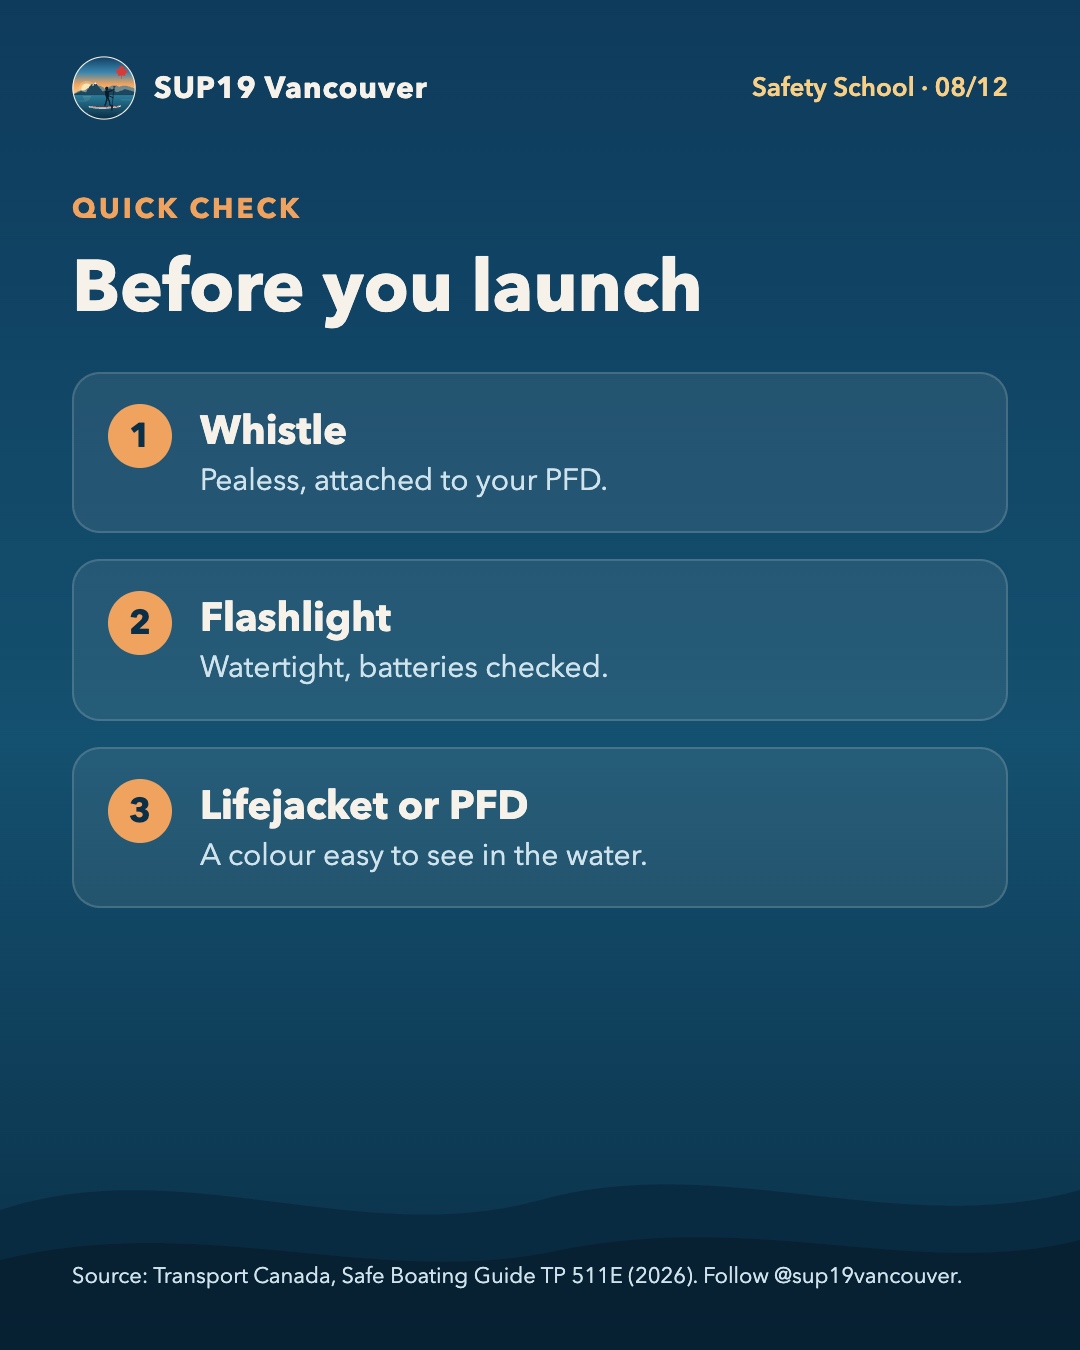 SUP19 Vancouver
Safety School · 08/12
QUICK CHECK
Before you launch
1
Whistle
Pealess, attached to your PFD.
2
Flashlight
Watertight, batteries checked.
3
Lifejacket or PFD
A colour easy to see in the water.
Source: Transport Canada, Safe Boating Guide TP 511E (2026). Follow @sup19vancouver.